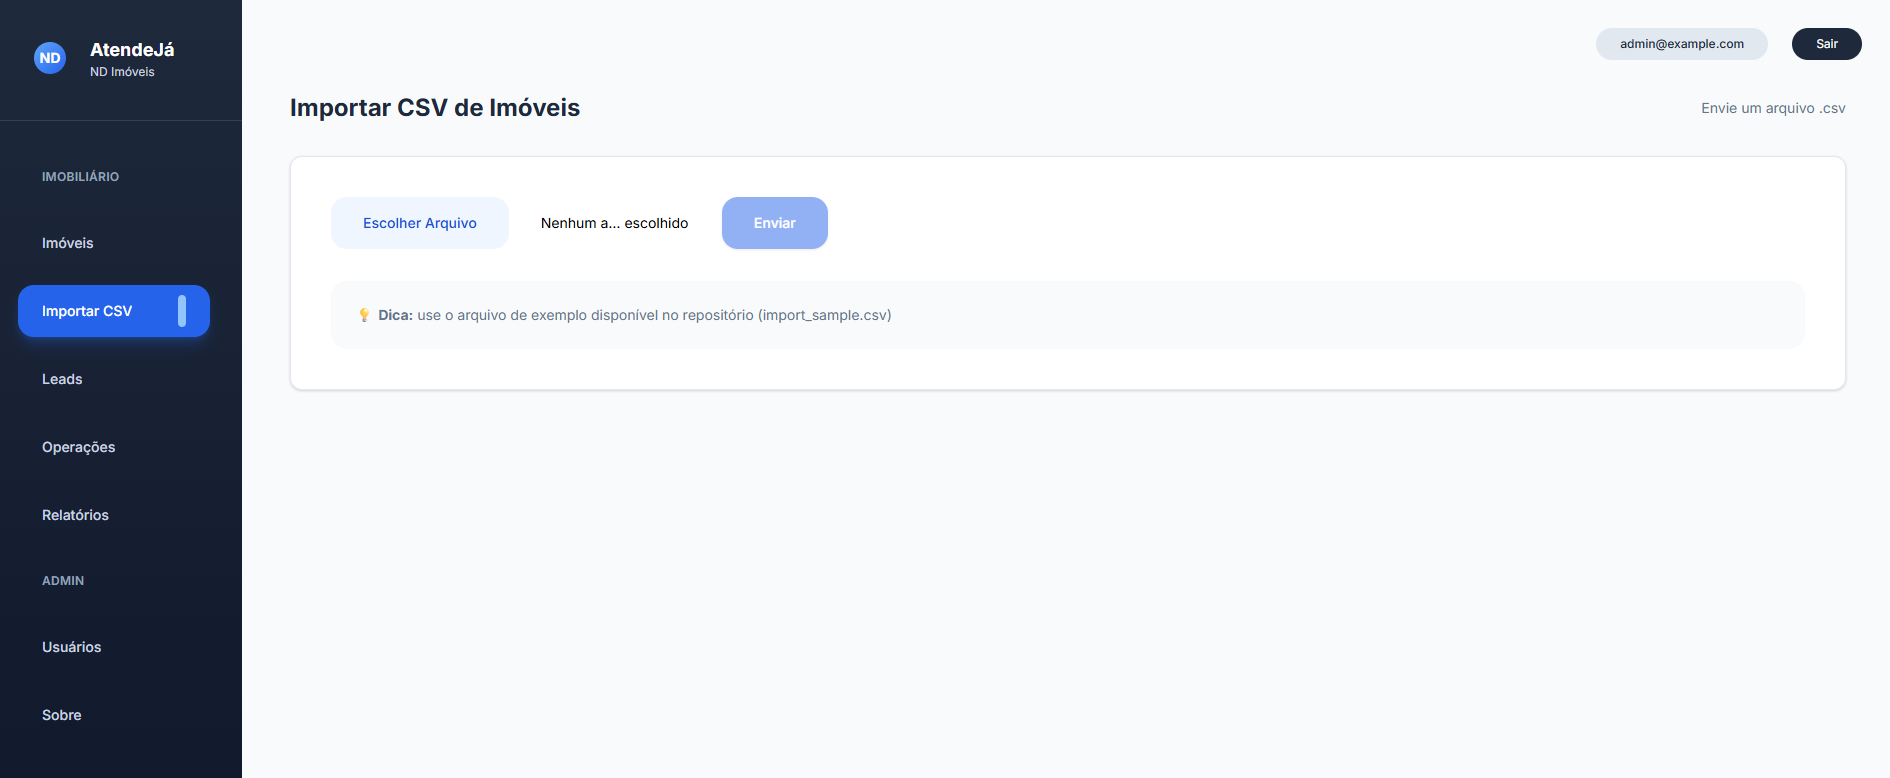 ND
AtendeJá
ND Imóveis
IMOBILIÁRIO
Imóveis
Importar CSV
Leads
Operações
Relatórios
ADMIN
Usuários
Sobre
admin@example.com
Sair
Importar CSV de Imóveis
Envie um arquivo .csv
Escolher Arquivo
Nenhum a... escolhido
Enviar
Dica: use o arquivo de exemplo disponível no repositório (import_sample.csv)